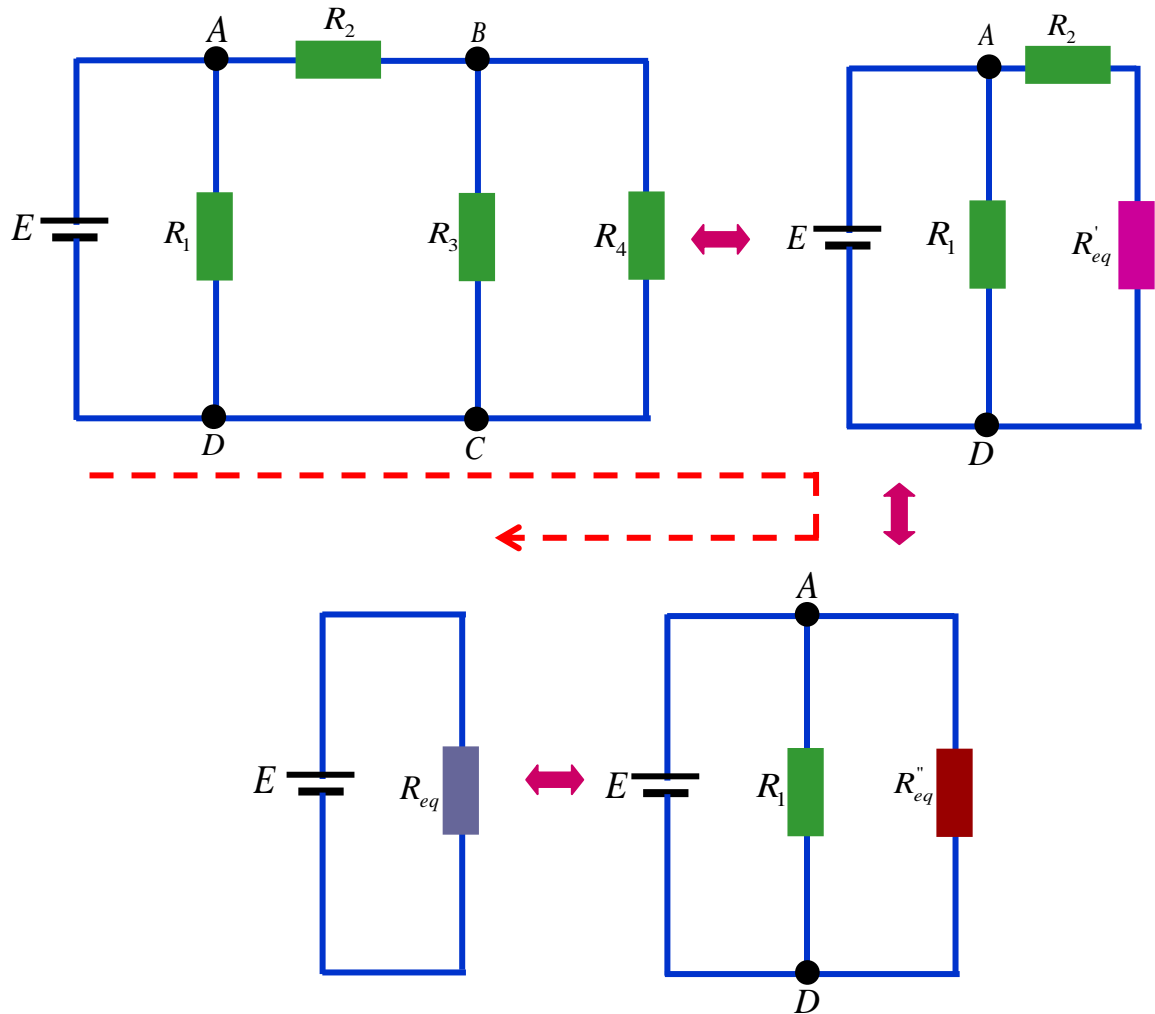 A R₂ B
E R₁ R₃ R₄
D C
A R₂
E R₁ R'eq
D
E Req
A
E R₁ R"eq
D